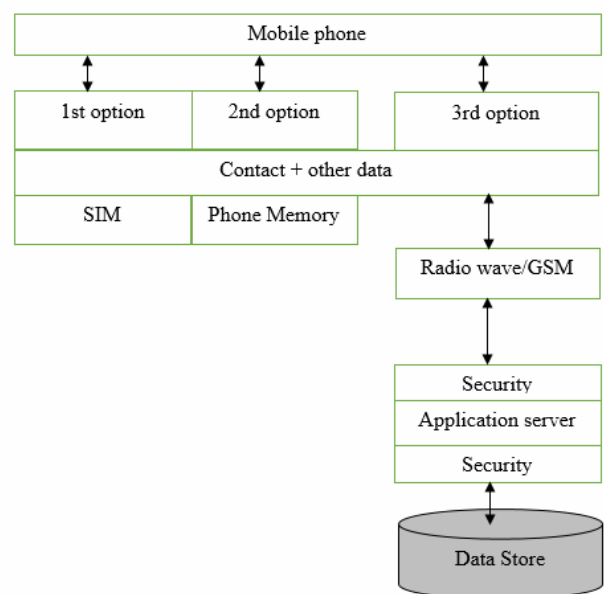 Mobile phone
1st option
2nd option
3rd option
Contact + other data
SIM
Phone Memory
Radio wave/GSM
Security
Application server
Security
Data Store